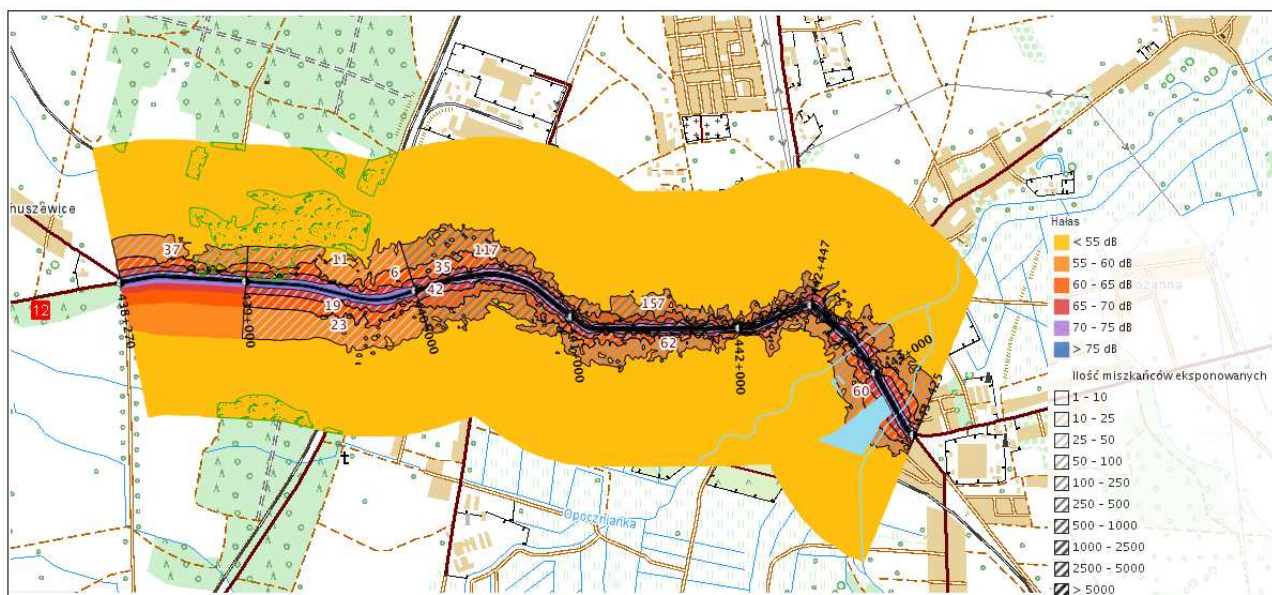 nuszewice
12
37
11
6
35
117
42
19
23
157
62
60
438+270
442+000
442+447
Opocznianka
Hałas
< 55 dB
55 - 60 dB
60 - 65 dB
65 - 70 dB
70 - 75 dB
> 75 dB
Ilość miszkańców eksponowanych
1 - 10
10 - 25
25 - 50
50 - 100
100 - 250
250 - 500
500 - 1000
1000 - 2500
2500 - 5000
> 5000